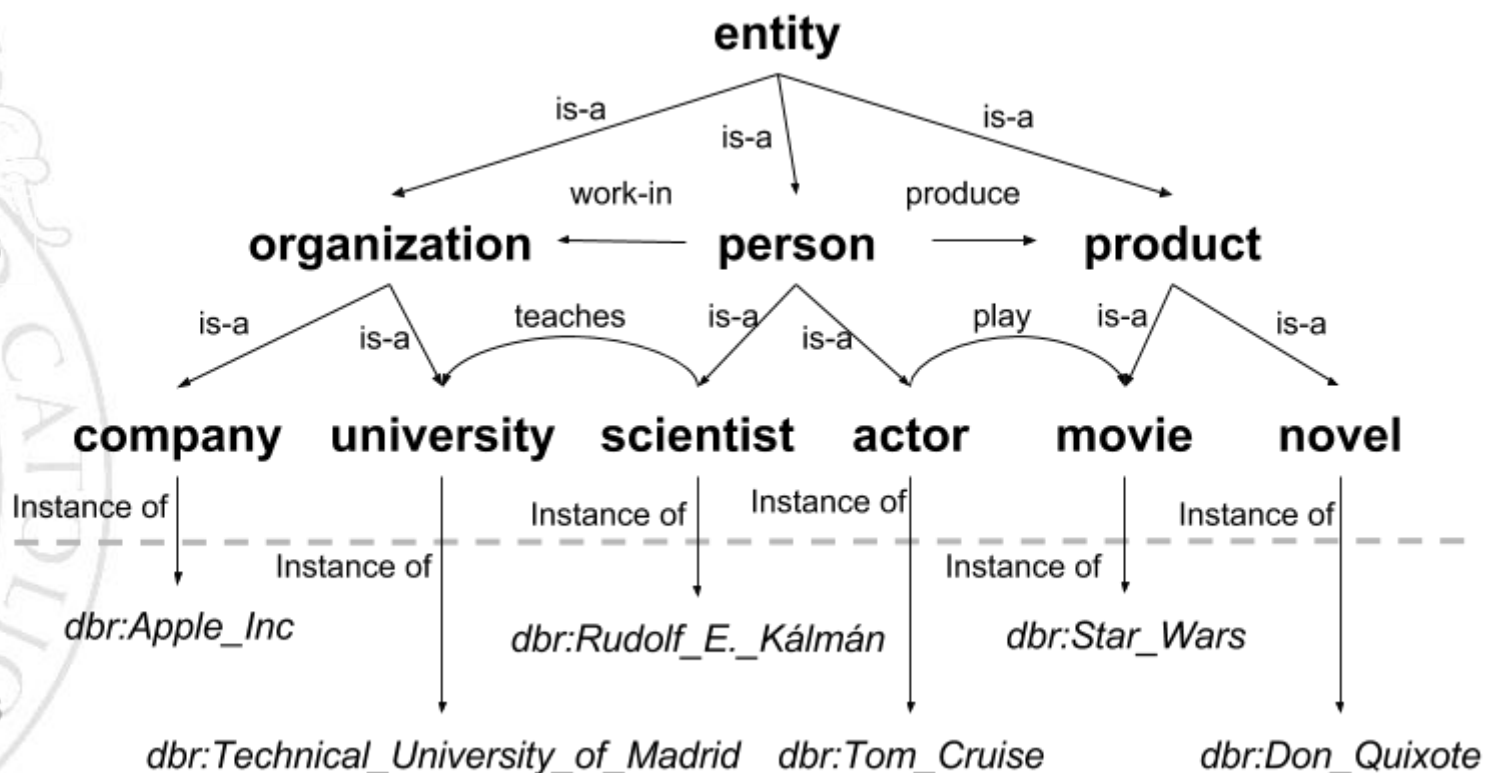 entity
is-a
is-a
is-a
work-in
produce
organization
person
product
is-a
is-a
teaches
is-a
is-a
play
is-a
is-a
company
university
scientist
actor
movie
novel
Instance of
Instance of
Instance of
Instance of
Instance of
Instance of
dbr:Apple_Inc
dbr:Rudolf_E._Kálmán
dbr:Star_Wars
dbr:Technical_University_of_Madrid
dbr:Tom_Cruise
dbr:Don_Quixote
CATOLIC